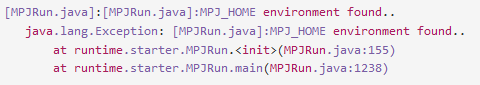 [MPJRun.java]:[MPJRun.java]:MPJ_HOME environment found..
java.lang.Exception: [MPJRun.java]:MPJ_HOME environment found..
at runtime.starter.MPJRun.<init>(MPJRun.java:155)
at runtime.starter.MPJRun.main(MPJRun.java:1238)